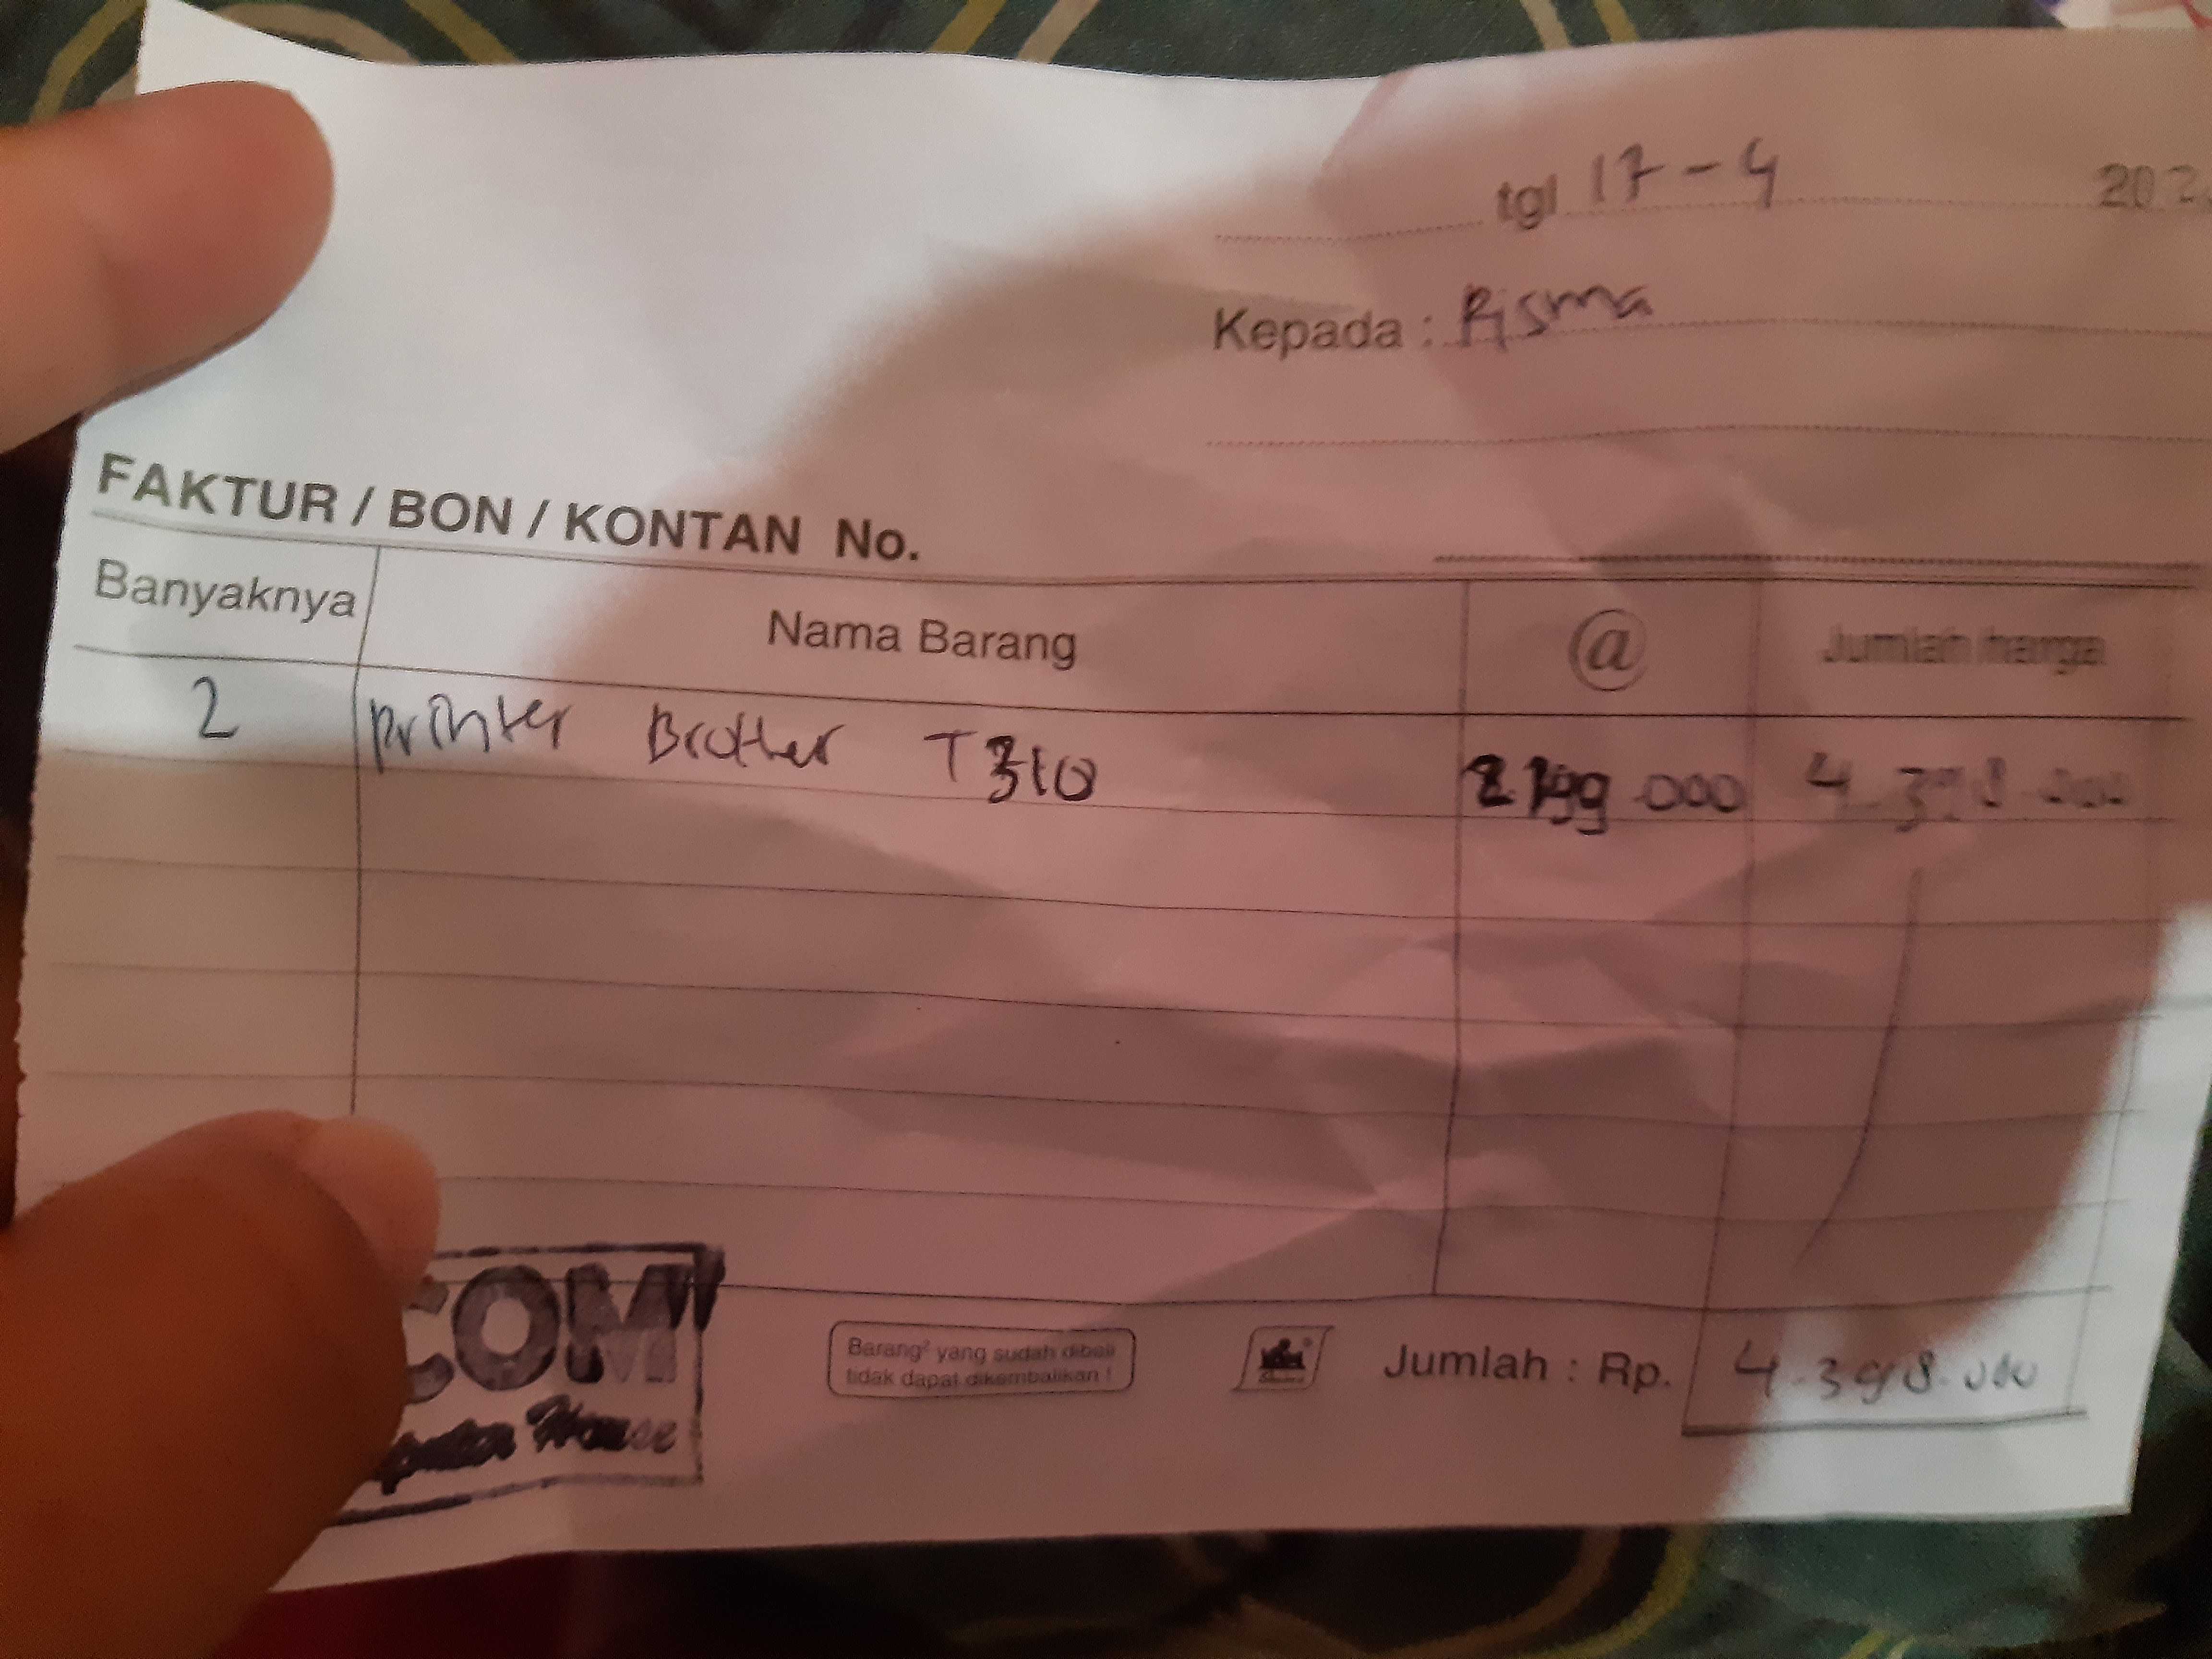 tgl 17-4 202
Kepada : Risma
FAKTUR / BON / KONTAN No.
Banyaknya Nama Barang @ Jumlah harga
2 Printer Brother T310 2.199.000 4.398.000
COM
House
Barang² yang sudah dibeli
tidak dapat dikembalikan !
Jumlah : Rp. 4.398.000